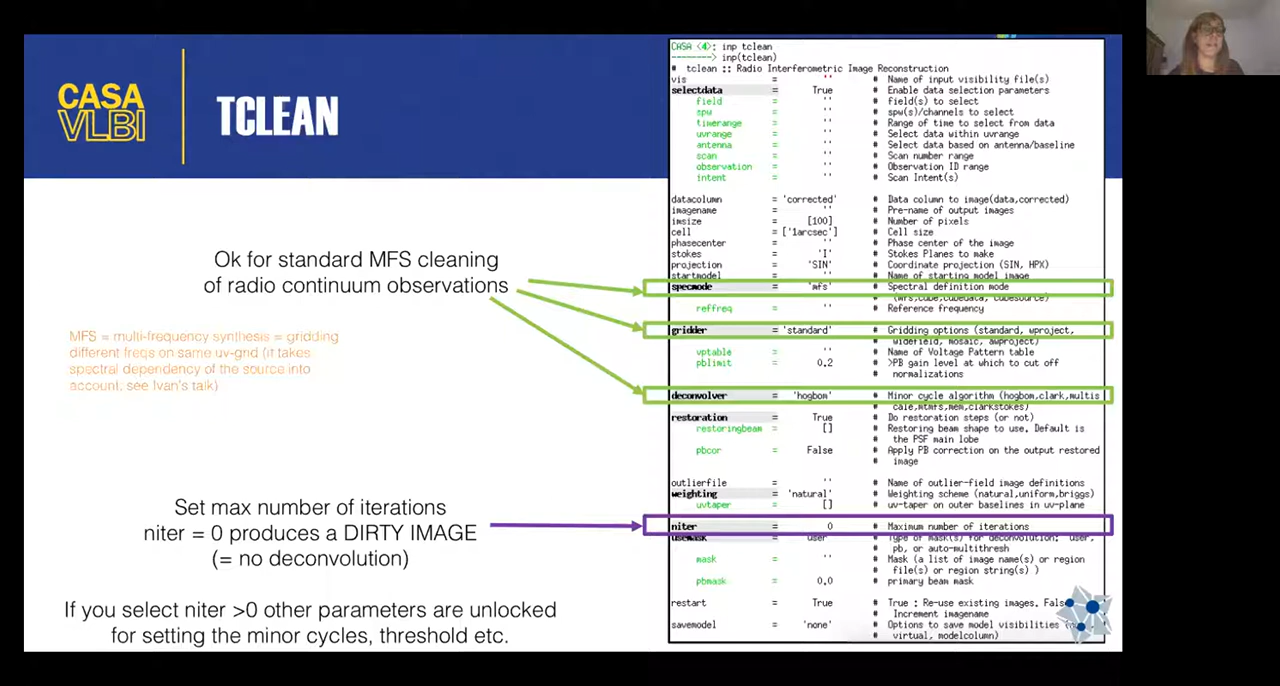 CASA
VLBI
TCLEAN
Ok for standard MFS cleaning
of radio continuum observations
MFS = multi-frequency synthesis = gridding
different freqs on same uv-grid (it takes
spectral dependency of the source into
account, see Ivan's talk)
Set max number of iterations
niter = 0 produces a DIRTY IMAGE
(= no deconvolution)
If you select niter >0 other parameters are unlocked
for setting the minor cycles, threshold etc.
CASA <4>: inp tclean
--------> inp(tclean)
# tclean :: Radio Interferometric Image Reconstruction
vis = '' # Name of input visibility file(s)
selectdata = True # Enable data selection parameters
field = '' # field(s) to select
spw = '' # spw(s)/channels to select
timerange = '' # Range of time to select from data
uvrange = '' # Select data within uvrange
antenna = '' # Select data based on antenna/baseline
scan = '' # Scan number range
observation = '' # Observation ID range
intent = '' # Scan Intent(s)
datacolumn = 'corrected' # Data column to image(data,corrected)
imagename = '' # Pre-name of output images
imsize = [100] # Number of pixels
cell = ['1arcsec'] # Cell size
phasecenter = '' # Phase center of the image
stokes = 'I' # Stokes Planes to make
projection = 'SIN' # Coordinate projection (SIN, HPX)
startmodel = '' # Name of starting model image
specmode = 'mfs' # Spectral definition mode
# (mfs,cube,cubedata, cubesource)
reffreq = '' # Reference frequency
gridder = 'standard' # Gridding options (standard, wproject,
# widefield, mosaic, awproject)
vptable = '' # Name of Voltage Pattern table
pblimit = 0.2 # >PB gain level at which to cut off
# normalizations
deconvolver = 'hogbom' # Minor cycle algorithm (hogbom,clark,multis
# cale,mtmfs,mem,clarkstokes)
restoration = True # Do restoration steps (or not)
restoringbeam = [] # Restoring beam shape to use. Default is
# the PSF main lobe
pbcor = False # Apply PB correction on the output restored
# image
outlierfile = '' # Name of outlier-field image definitions
weighting = 'natural' # Weighting scheme (natural,uniform,briggs)
uvtaper = [] # uv-taper on outer baselines in uv-plane
niter = 0 # Maximum number of iterations
usemask = 'user' # Type of mask(s) for deconvolution: user,
# pb, or auto-multithresh
mask = '' # Mask (a list of image name(s) or region
# file(s) or region string(s) )
pbmask = 0.0 # primary beam mask
restart = True # True : Re-use existing images. Fals
# Increment imagename
savemodel = 'none' # Options to save model visibilities
# virtual, modelcolumn)